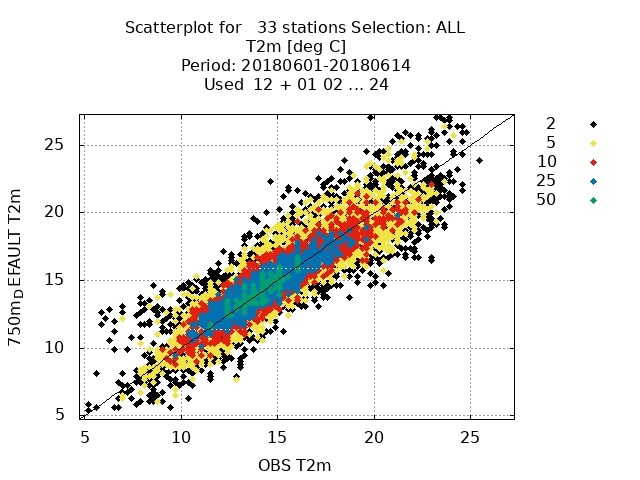 Scatterplot for 33 stations Selection: ALL
T2m [deg C]
Period: 20180601-20180614
Used 12 + 01 02 ... 24
2
5
10
25
50
25
20
15
10
5
750mDEFAULT T2m
5 10 15 20 25
OBS T2m